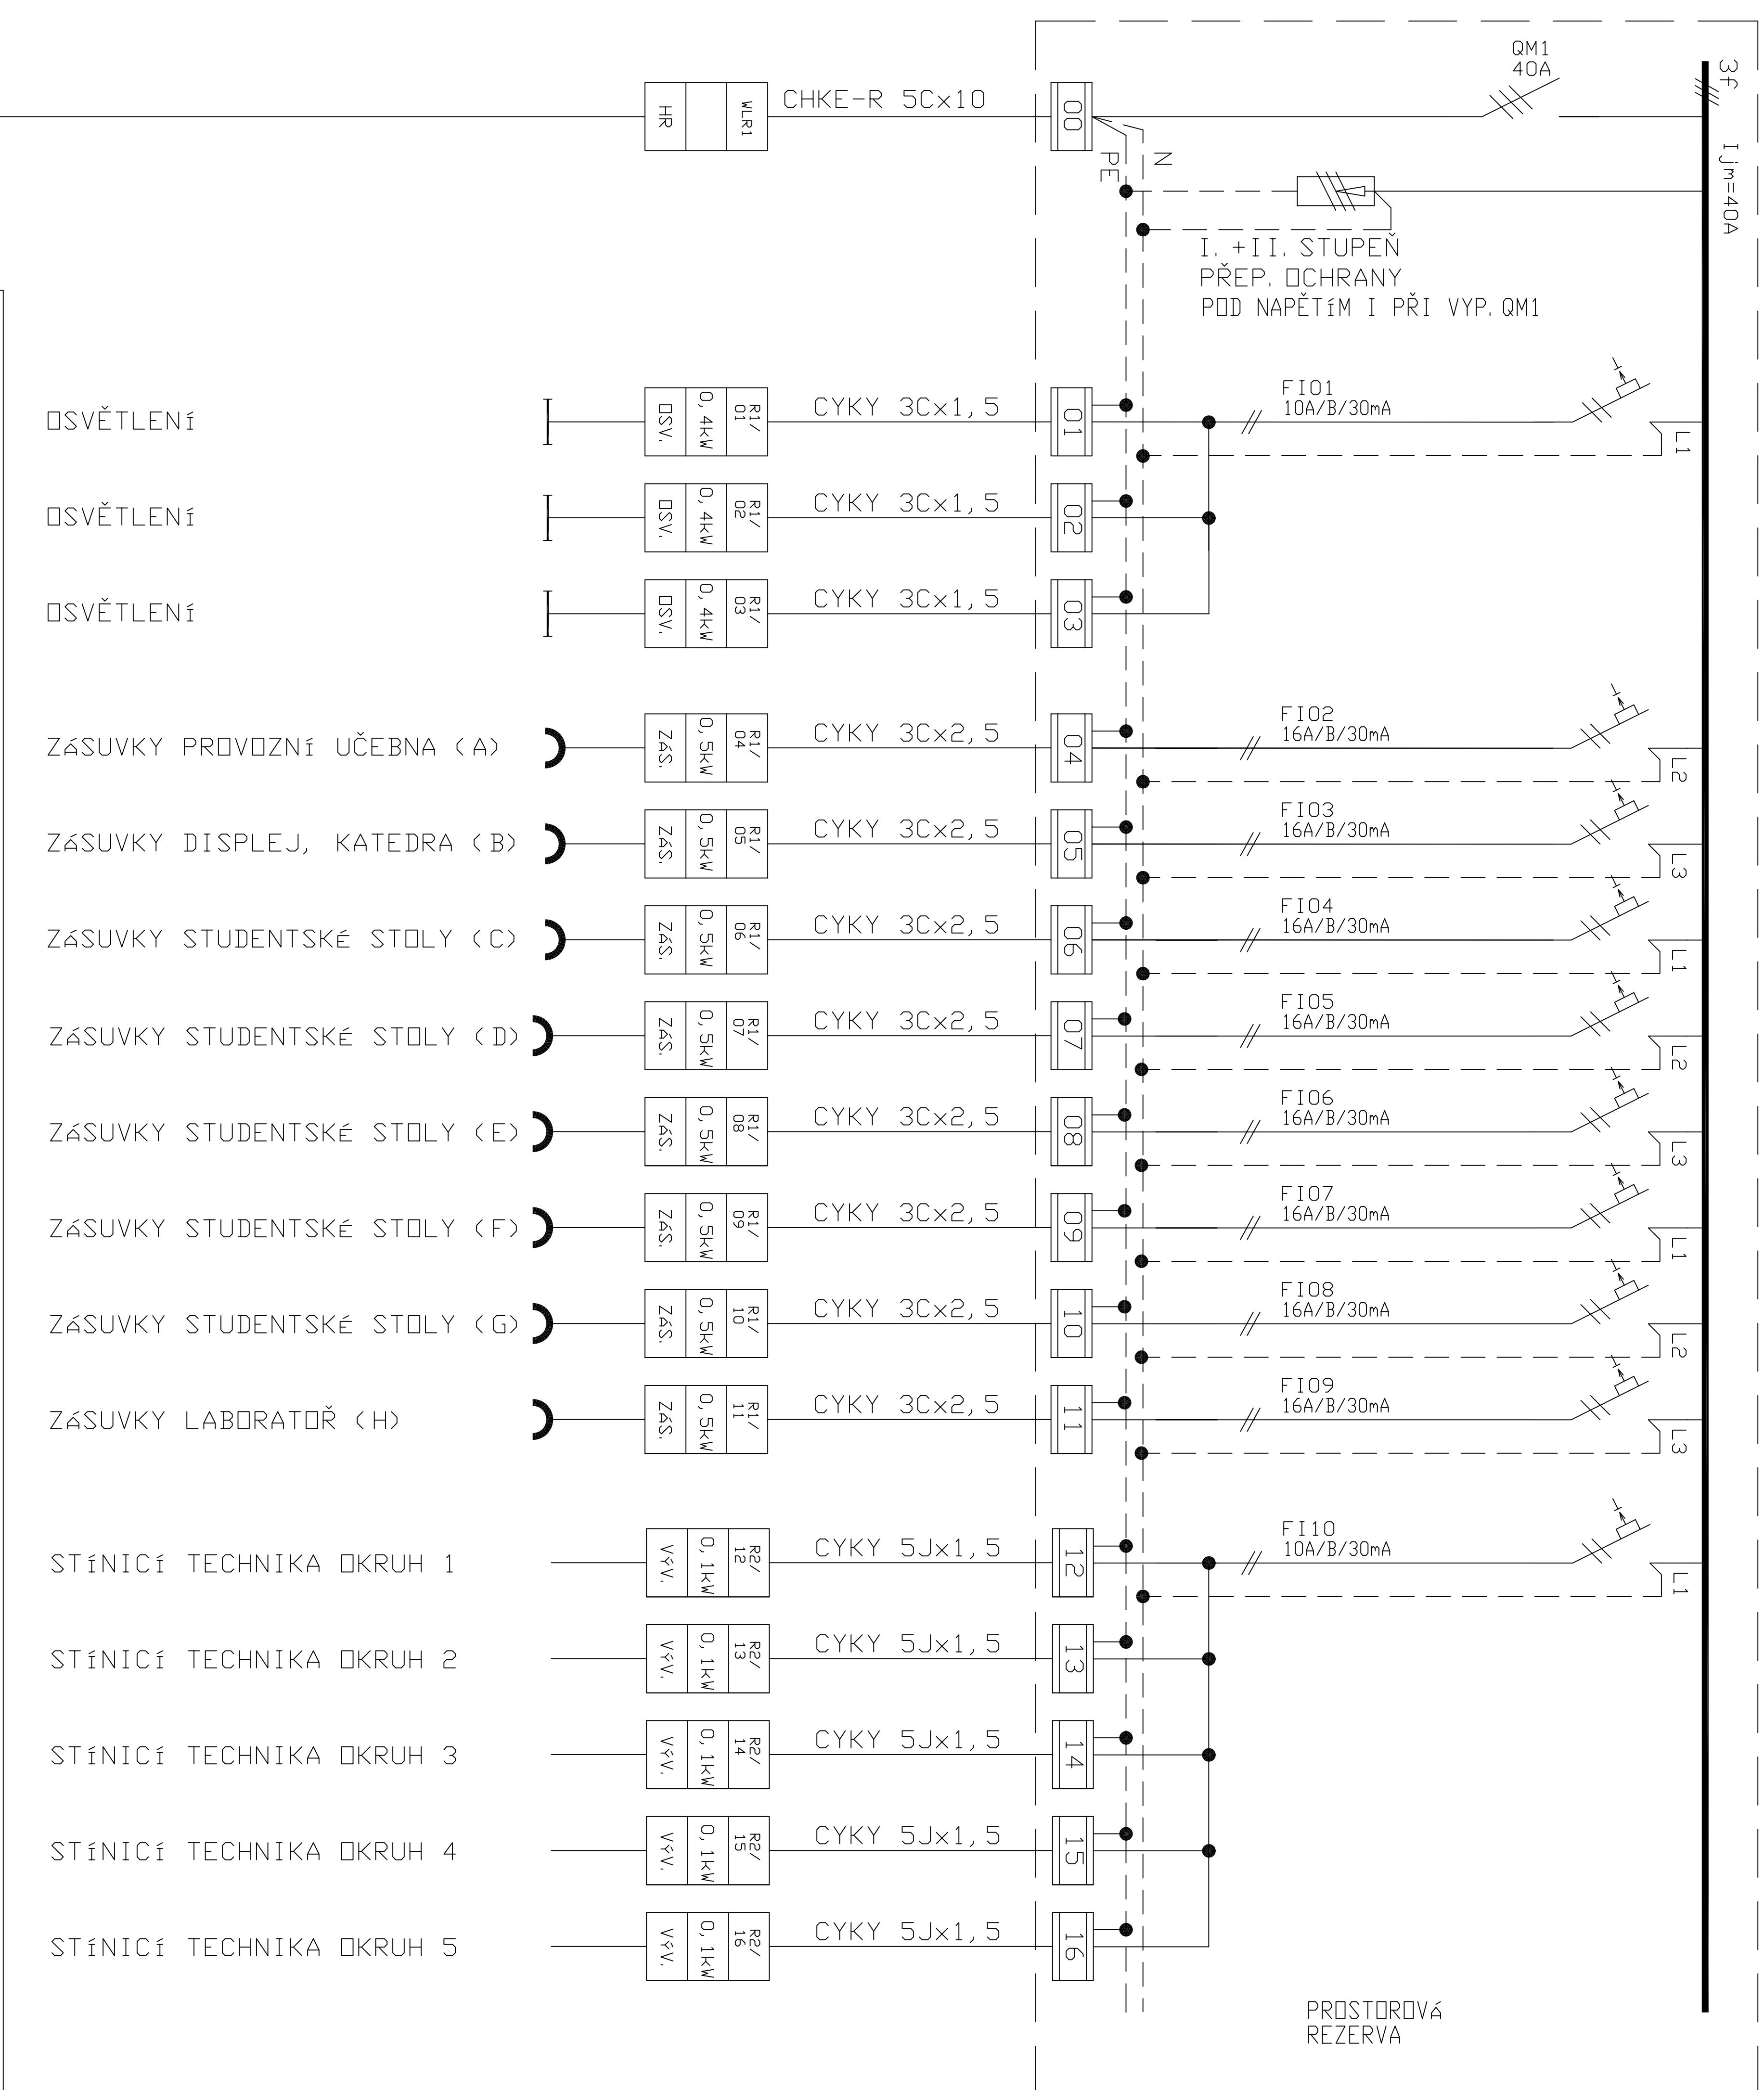 QM1
40A
3f
Ijm=40A
HR
WLR1
CHKE-R 5Cx10
00
PE
N
I. +II. STUPEŇ
PŘEP. OCHRANY
POD NAPĚTÍM I PŘI VYP. QM1
OSVĚTLENÍ
OSV.
0,4kW
R1/
01
CYKY 3Cx1,5
01
FI01
10A/B/30mA
L1
OSVĚTLENÍ
OSV.
0,4kW
R1/
02
CYKY 3Cx1,5
02
OSVĚTLENÍ
OSV.
0,4kW
R1/
03
CYKY 3Cx1,5
03
ZÁSUVKY PROVOZNÍ UČEBNA (A)
ZÁS.
0,5kW
R1/
04
CYKY 3Cx2,5
04
FI02
16A/B/30mA
L2
ZÁSUVKY DISPLEJ, KATEDRA (B)
ZÁS.
0,5kW
R1/
05
CYKY 3Cx2,5
05
FI03
16A/B/30mA
L3
ZÁSUVKY STUDENTSKÉ STOLY (C)
ZÁS.
0,5kW
R1/
06
CYKY 3Cx2,5
06
FI04
16A/B/30mA
L1
ZÁSUVKY STUDENTSKÉ STOLY (D)
ZÁS.
0,5kW
R1/
07
CYKY 3Cx2,5
07
FI05
16A/B/30mA
L2
ZÁSUVKY STUDENTSKÉ STOLY (E)
ZÁS.
0,5kW
R1/
08
CYKY 3Cx2,5
08
FI06
16A/B/30mA
L3
ZÁSUVKY STUDENTSKÉ STOLY (F)
ZÁS.
0,5kW
R1/
09
CYKY 3Cx2,5
09
FI07
16A/B/30mA
L1
ZÁSUVKY STUDENTSKÉ STOLY (G)
ZÁS.
0,5kW
R1/
10
CYKY 3Cx2,5
10
FI08
16A/B/30mA
L2
ZÁSUVKY LABORATOŘ (H)
ZÁS.
0,5kW
R1/
11
CYKY 3Cx2,5
11
FI09
16A/B/30mA
L3
STÍNICÍ TECHNIKA OKRUH 1
VÝV.
0,1kW
R2/
12
CYKY 5Jx1,5
12
FI10
10A/B/30mA
L1
STÍNICÍ TECHNIKA OKRUH 2
VÝV.
0,1kW
R2/
13
CYKY 5Jx1,5
13
STÍNICÍ TECHNIKA OKRUH 3
VÝV.
0,1kW
R2/
14
CYKY 5Jx1,5
14
STÍNICÍ TECHNIKA OKRUH 4
VÝV.
0,1kW
R2/
15
CYKY 5Jx1,5
15
STÍNICÍ TECHNIKA OKRUH 5
VÝV.
0,1kW
R2/
16
CYKY 5Jx1,5
16
PROSTOROVÁ
REZERVA